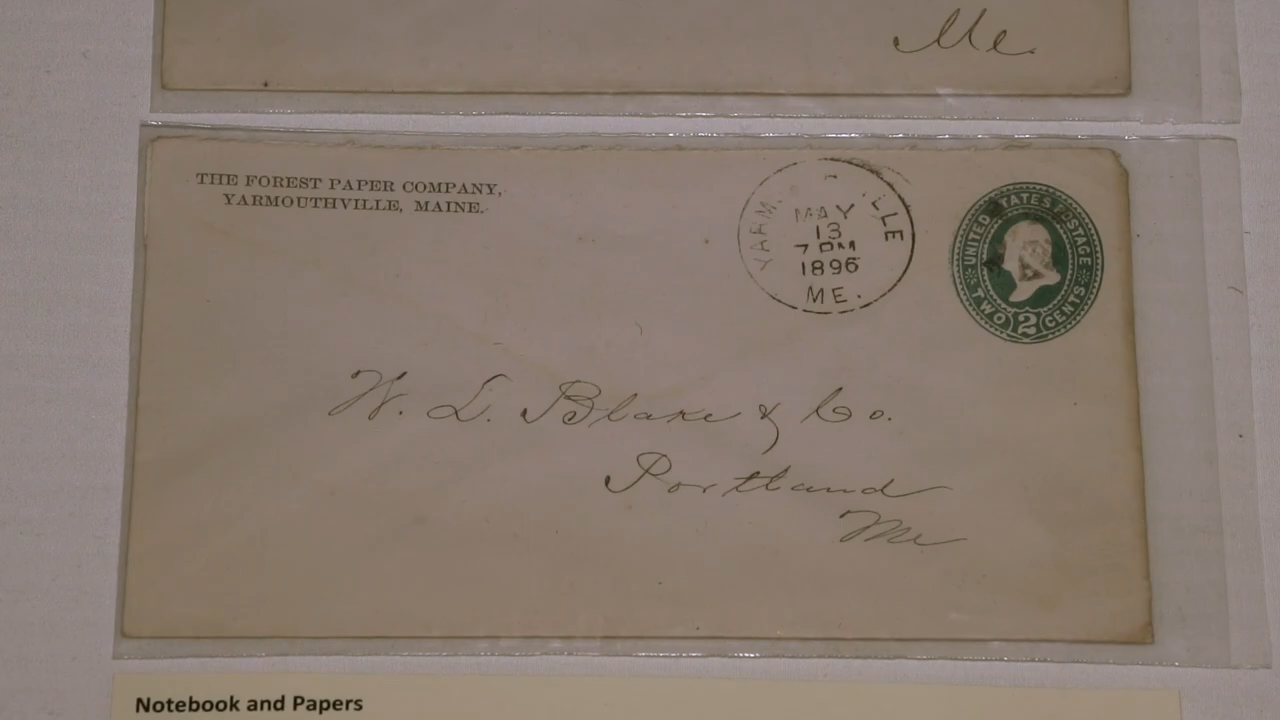 Me.
THE FOREST PAPER COMPANY,
YARMOUTHVILLE, MAINE.
MAY
13
7 PM
1896
ME.
UNITED STATES POSTAGE
TWO 2 CENTS
W. L. Blake & Co.
Portland
Me
Notebook and Papers